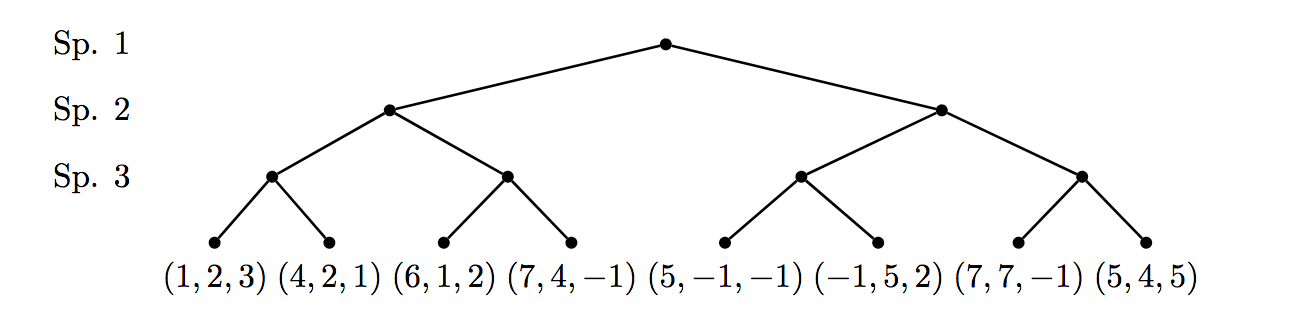 Sp. 1
Sp. 2
Sp. 3
(1, 2, 3) (4, 2, 1) (6, 1, 2) (7, 4, −1) (5, −1, −1) (−1, 5, 2) (7, 7, −1) (5, 4, 5)